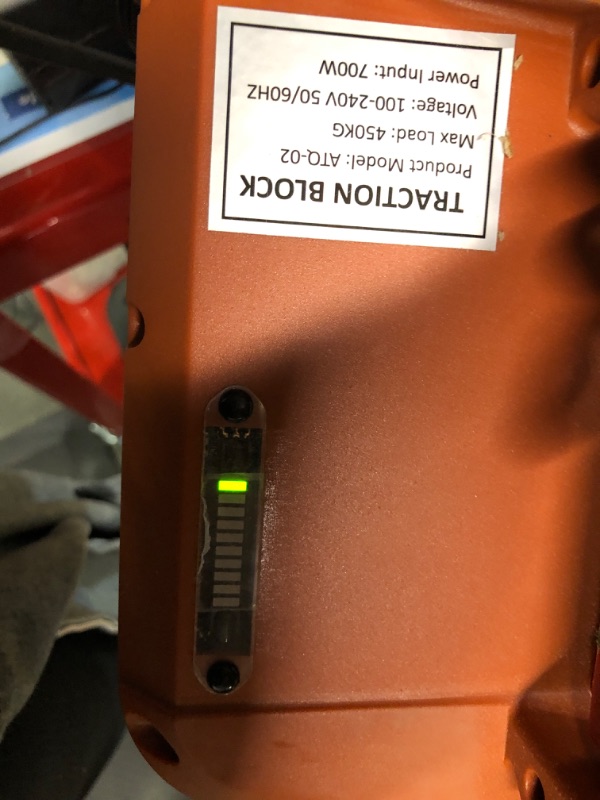 TRACTION BLOCK
Product Model: ATQ-02
Max Load: 450KG
Voltage: 100-240V 50/60HZ
Power Input: 700W